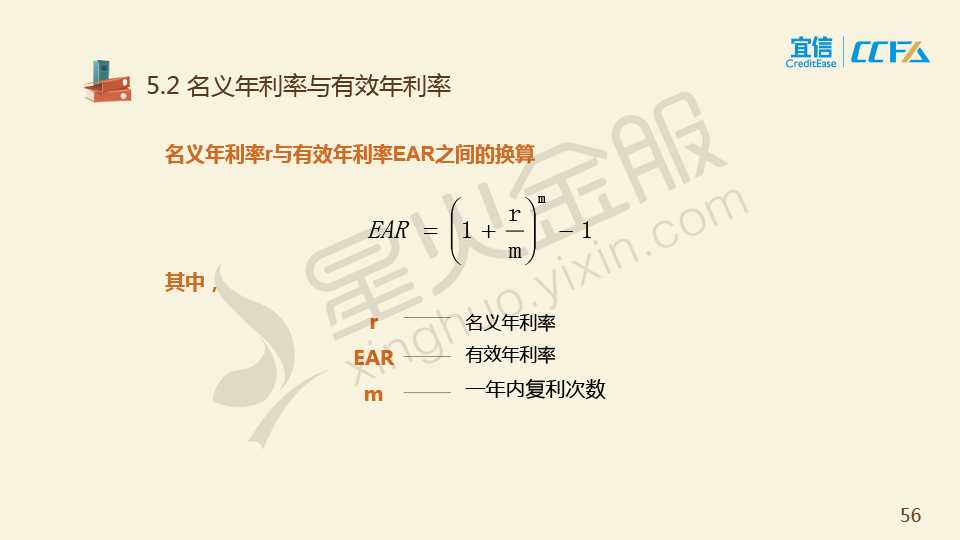 宜信
CreditEase
CCFA
5.2 名义年利率与有效年利率
名义年利率r与有效年利率EAR之间的换算
EAR = (1 + r/m)^m − 1
其中，
r —— 名义年利率
EAR —— 有效年利率
m —— 一年内复利次数
星火金服
xinghuo.yixin.com
56